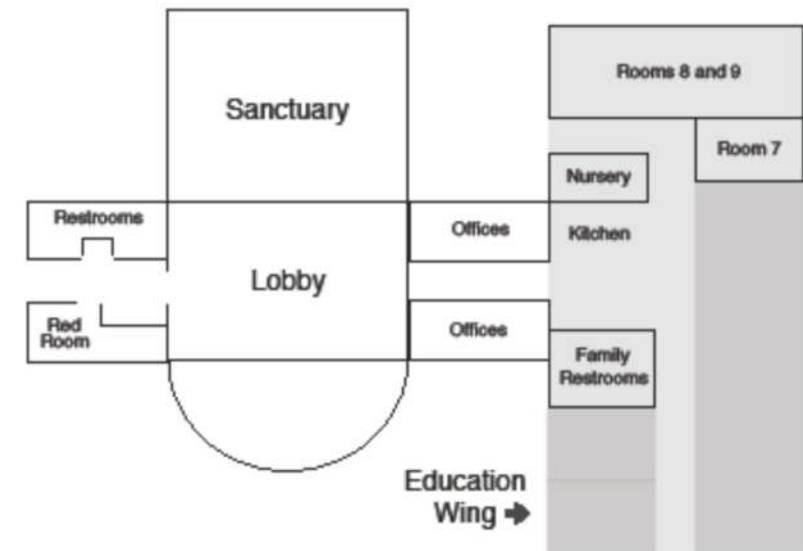 Rooms 8 and 9
Sanctuary
Room 7
Nursery
Restrooms
Offices
Kitchen
Lobby
Red
Room
Offices
Family
Restrooms
Education
Wing